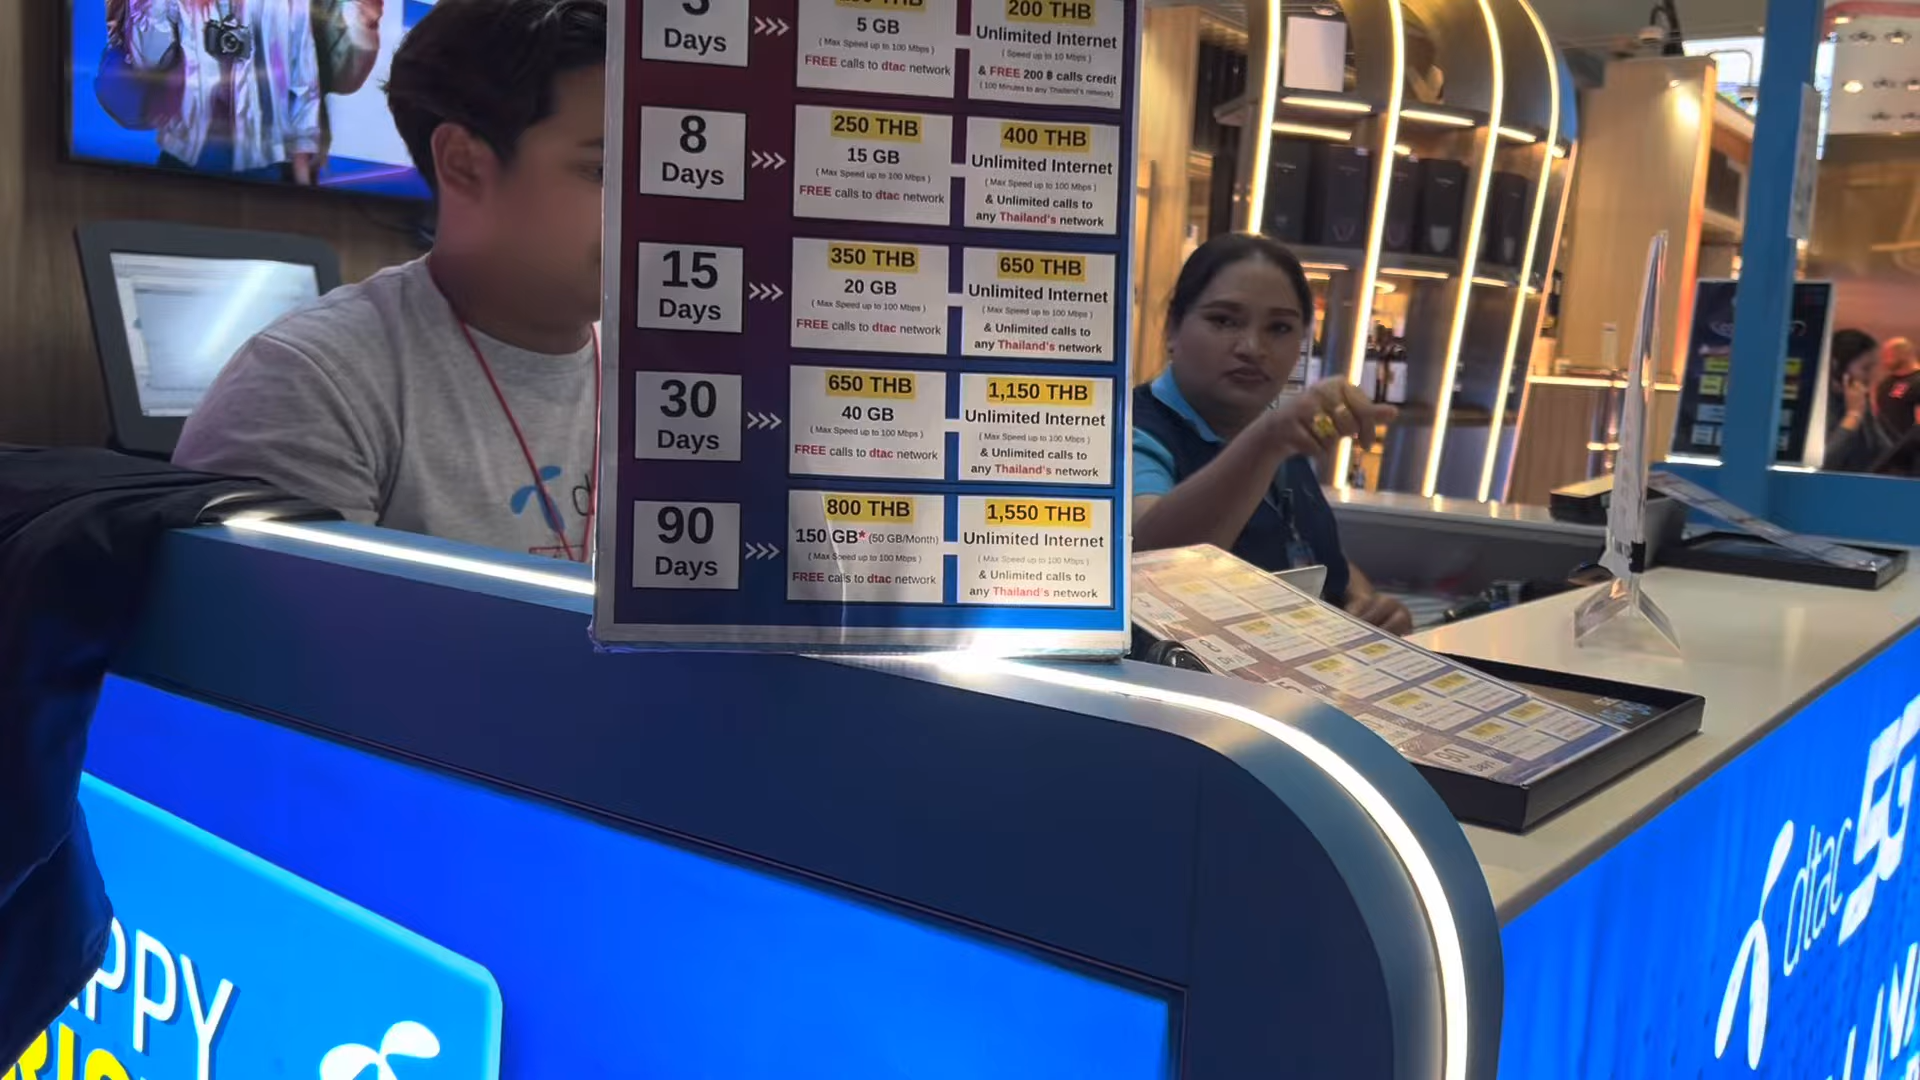 3
Days
>>>
5 GB
( Max Speed up to 100 Mbps )
FREE calls to dtac network
200 THB
Unlimited Internet
( Speed up to 10 Mbps )
& FREE 200 ฿ calls credit
( 100 Minutes to any Thailand's network)
8
Days
>>>
250 THB
15 GB
( Max Speed up to 100 Mbps )
FREE calls to dtac network
400 THB
Unlimited Internet
( Max Speed up to 100 Mbps )
& Unlimited calls to
any Thailand's network
15
Days
>>>
350 THB
20 GB
( Max Speed up to 100 Mbps )
FREE calls to dtac network
650 THB
Unlimited Internet
( Max Speed up to 100 Mbps )
& Unlimited calls to
any Thailand's network
30
Days
>>>
650 THB
40 GB
( Max Speed up to 100 Mbps )
FREE calls to dtac network
1,150 THB
Unlimited Internet
( Max Speed up to 100 Mbps )
& Unlimited calls to
any Thailand's network
90
Days
>>>
800 THB
150 GB* (50 GB/Month)
( Max Speed up to 100 Mbps )
FREE calls to dtac network
1,550 THB
Unlimited Internet
( Max Speed up to 100 Mbps )
& Unlimited calls to
any Thailand's network
dtac 5G
PPY